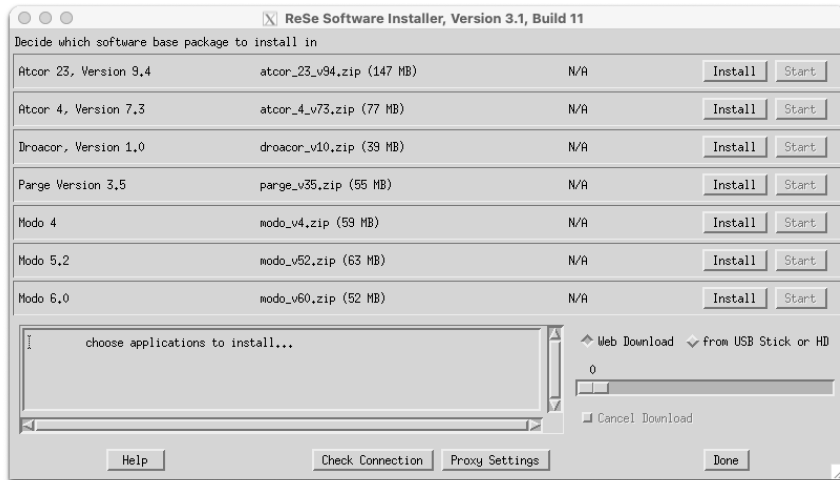 ReSe Software Installer, Version 3.1, Build 11
Decide which software base package to install in
Atcor 23, Version 9.4 atcor_23_v94.zip (147 MB) N/A Install Start
Atcor 4, Version 7.3 atcor_4_v73.zip (77 MB) N/A Install Start
Droacor, Version 1.0 droacor_v10.zip (39 MB) N/A Install Start
Parge Version 3.5 parge_v35.zip (55 MB) N/A Install Start
Modo 4 modo_v4.zip (59 MB) N/A Install Start
Modo 5.2 modo_v52.zip (63 MB) N/A Install Start
Modo 6.0 modo_v60.zip (52 MB) N/A Install Start
choose applications to install...
Web Download from USB Stick or HD
0
Cancel Download
Help Check Connection Proxy Settings Done